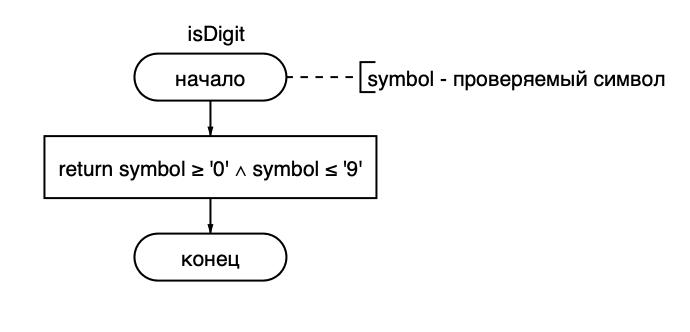 isDigit
начало
symbol - проверяемый символ
return symbol ≥ '0' ∧ symbol ≤ '9'
конец